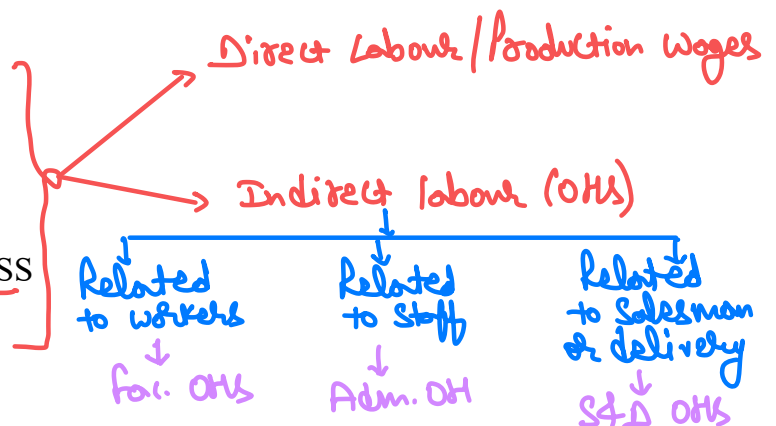 Direct Labour/Production Wages
Indirect labour (OHS)
SS
Related
to workers
Related
to Staff
Related
to Salesman
or delivery
Fac. OHS
Adm. OH
S&D OHS